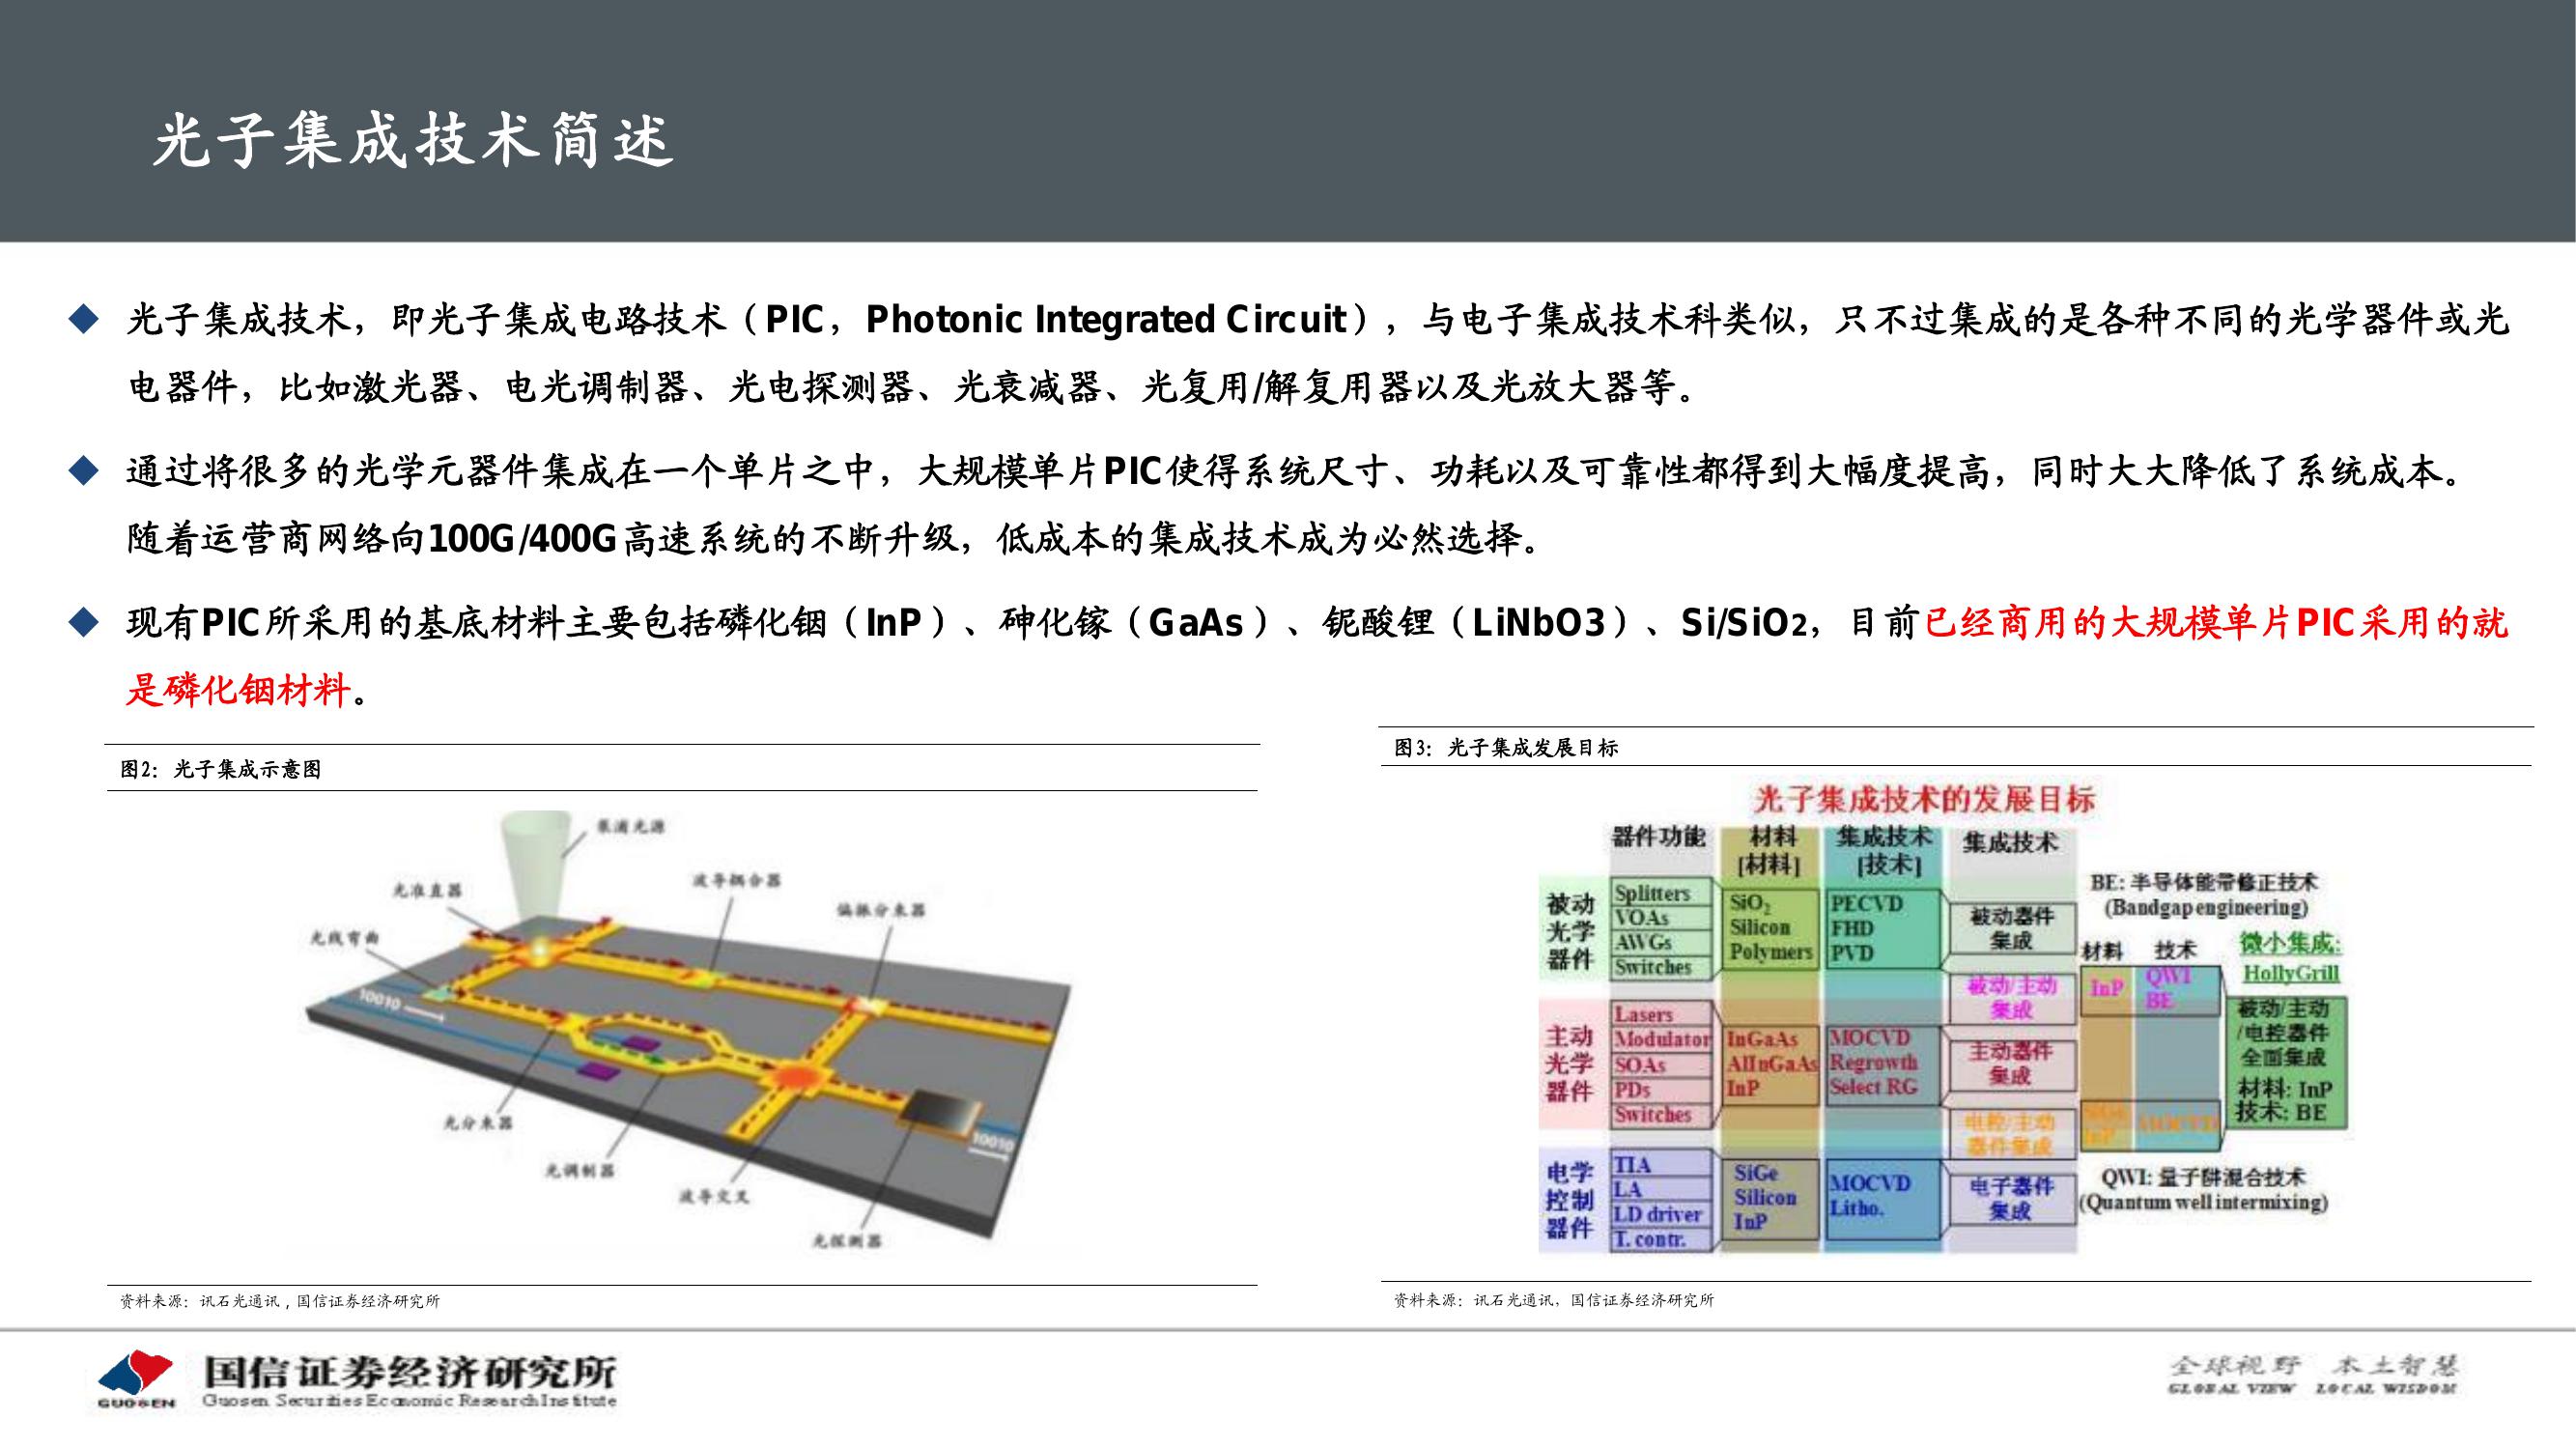 光子集成技术简述
光子集成技术，即光子集成电路技术（PIC，Photonic Integrated Circuit），与电子集成技术科类似，只不过集成的是各种不同的光学器件或光
电器件，比如激光器、电光调制器、光电探测器、光衰减器、光复用/解复用器以及光放大器等。
通过将很多的光学元器件集成在一个单片之中，大规模单片PIC使得系统尺寸、功耗以及可靠性都得到大幅度提高，同时大大降低了系统成本。
随着运营商网络向100G/400G高速系统的不断升级，低成本的集成技术成为必然选择。
现有PIC所采用的基底材料主要包括磷化铟（InP）、砷化镓（GaAs）、铌酸锂（LiNbO3）、Si/SiO2，目前已经商用的大规模单片PIC采用的就
是磷化铟材料。
图2：光子集成示意图
泵浦光源
光准直器
波导耦合器
偏振分束器
光线弯曲
10010
光分束器
光调制器
波导交叉
光探测器
10010
资料来源：讯石光通讯，国信证券经济研究所
图3：光子集成发展目标
光子集成技术的发展目标
器件功能
材料
[材料]
集成技术
[技术]
集成技术
被动
光学
器件
Splitters
VOAs
AWGs
Switches
SiO2
Silicon
Polymers
PECVD
FHD
PVD
被动器件
集成
主动
光学
器件
Lasers
Modulator
SOAs
PDs
Switches
InGaAs
AlInGaAs
InP
MOCVD
Regrowth
Select RG
被动/主动
集成
主动器件
集成
电控/主动
器件集成
电学
控制
器件
TIA
LA
LD driver
T. contr.
SiGe
Silicon
InP
MOCVD
Litho.
电子器件
集成
BE: 半导体能带修正技术
(Bandgap engineering)
材料
技术
InP
QWI
BE
SiGe
InP
MOCVD
微小集成:
HollyGrill
被动/主动
/电控器件
全面集成
材料: InP
技术: BE
QWI: 量子阱混合技术
(Quantum well intermixing)
资料来源：讯石光通讯，国信证券经济研究所
GUOSEN
国信证券经济研究所
Guosen Securities Economic Research Institute
全球视野 本土智慧
GLOBAL VIEW LOCAL WISDOM